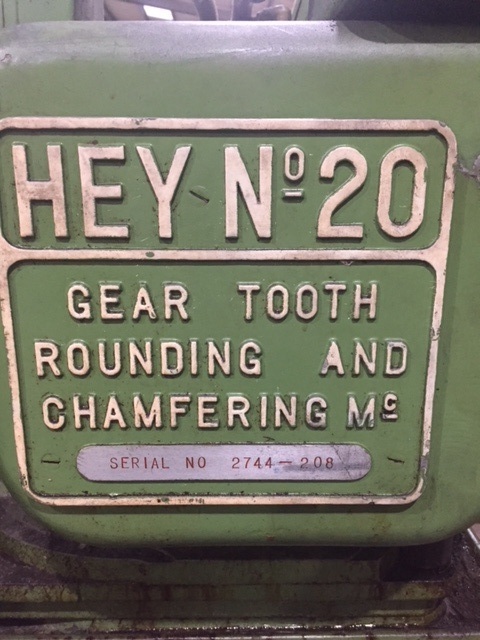 HEY Nº 20
GEAR TOOTH
ROUNDING AND
CHAMFERING Mc
SERIAL NO 2744-208